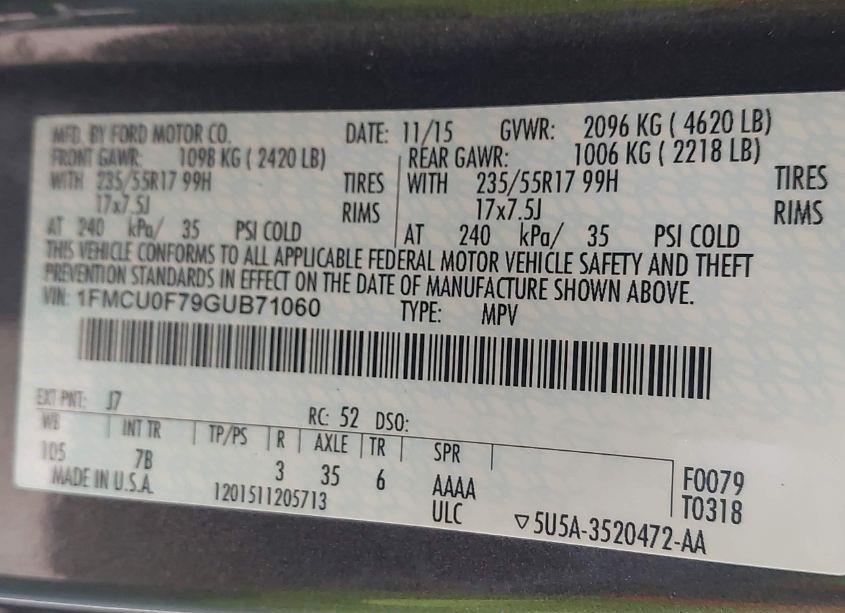 MFD. BY FORD MOTOR CO. DATE: 11/15 GVWR: 2096 KG ( 4620 LB)
FRONT GAWR: 1098 KG ( 2420 LB) REAR GAWR: 1006 KG ( 2218 LB)
WITH 235/55R17 99H TIRES WITH 235/55R17 99H TIRES
17x7.5J RIMS 17x7.5J RIMS
AT 240 kPa/ 35 PSI COLD AT 240 kPa/ 35 PSI COLD
THIS VEHICLE CONFORMS TO ALL APPLICABLE FEDERAL MOTOR VEHICLE SAFETY AND THEFT
PREVENTION STANDARDS IN EFFECT ON THE DATE OF MANUFACTURE SHOWN ABOVE.
VIN: 1FMCU0F79GUB71060 TYPE: MPV
EXT PNT: J7 RC: 52 DSO:
WB INT TR TP/PS R AXLE TR SPR
105 7B 3 35 6 AAAA F0079
MADE IN U.S.A. 1201511205713 ULC T0318
▽5U5A-3520472-AA